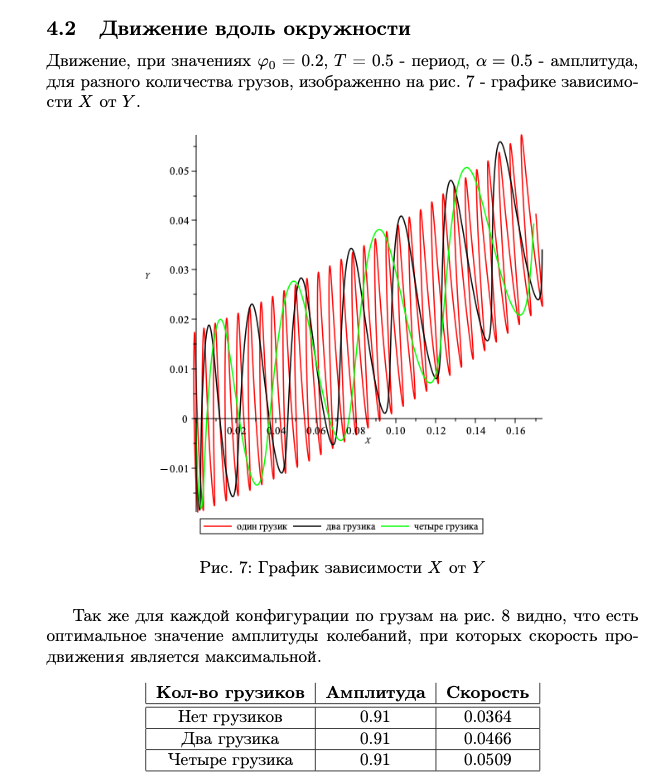 4.2 Движение вдоль окружности
Движение, при значениях φ₀ = 0.2, T = 0.5 - период, α = 0.5 - амплитуда,
для разного количества грузов, изображенно на рис. 7 - графике зависимо-
сти X от Y.
0.05
0.04
0.03
Y
0.02
0.01
0
0.02 0.04 0.06 0.08 0.10 0.12 0.14 0.16
X
−0.01
один грузик два грузика четыре грузика
Рис. 7: График зависимости X от Y
Так же для каждой конфигурации по грузам на рис. 8 видно, что есть
оптимальное значение амплитуды колебаний, при которых скорость про-
движения является максимальной.
Кол-во грузиков Амплитуда Скорость
Нет грузиков 0.91 0.0364
Два грузика 0.91 0.0466
Четыре грузика 0.91 0.0509